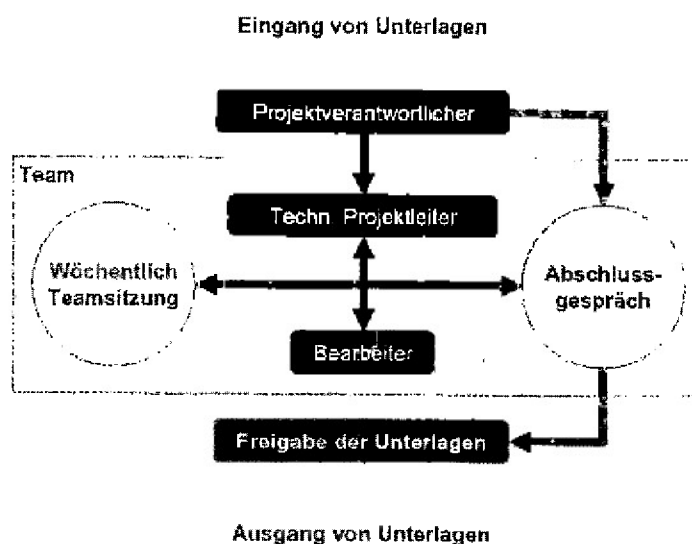 Eingang von Unterlagen
Projektverantwortlicher
Team
Techn. Projektleiter
Wöchentlich
Teamsitzung
Abschluss-
gespräch
Bearbeiter
Freigabe der Unterlagen
Ausgang von Unterlagen